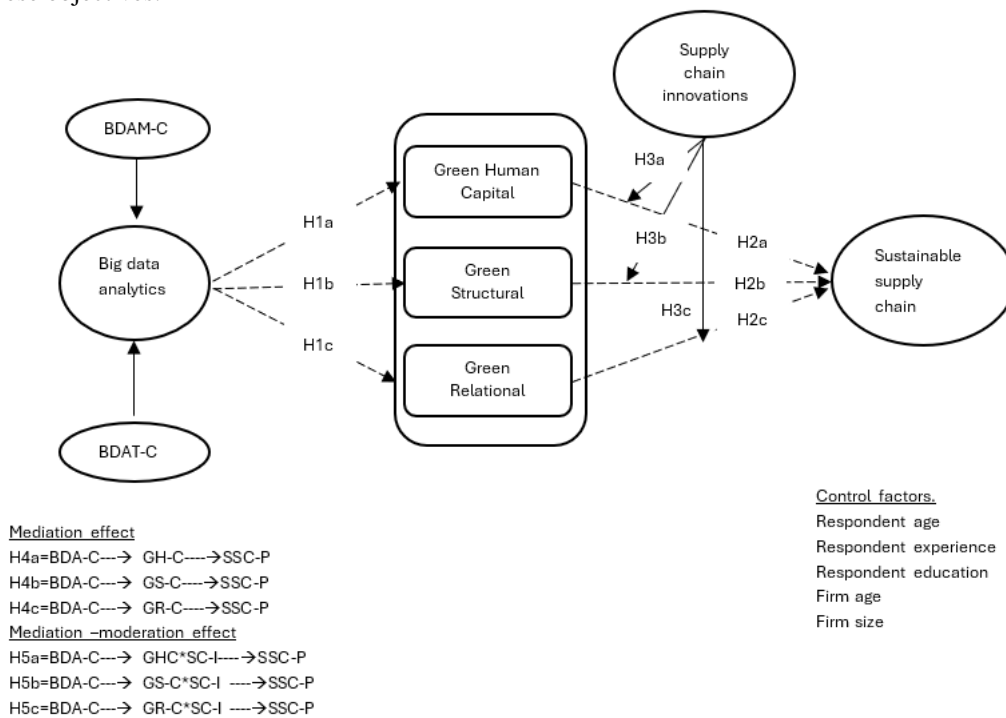 Supply
chain
innovations
BDAM-C
Green Human
Capital
H3a
H1a
H3b
H2a
Big data
analytics
Green
Structural
H1b
H2b
Sustainable
supply
chain
H3c
H2c
H1c
Green
Relational
BDAT-C
Mediation effect
H4a=BDA-C---→ GH-C----→SSC-P
H4b=BDA-C---→ GS-C----→SSC-P
H4c=BDA-C---→ GR-C----→SSC-P
Mediation –moderation effect
H5a=BDA-C---→ GHC*SC-I----→SSC-P
H5b=BDA-C---→ GS-C*SC-I ----→SSC-P
H5c=BDA-C---→ GR-C*SC-I ----→SSC-P
Control factors.
Respondent age
Respondent experience
Respondent education
Firm age
Firm size